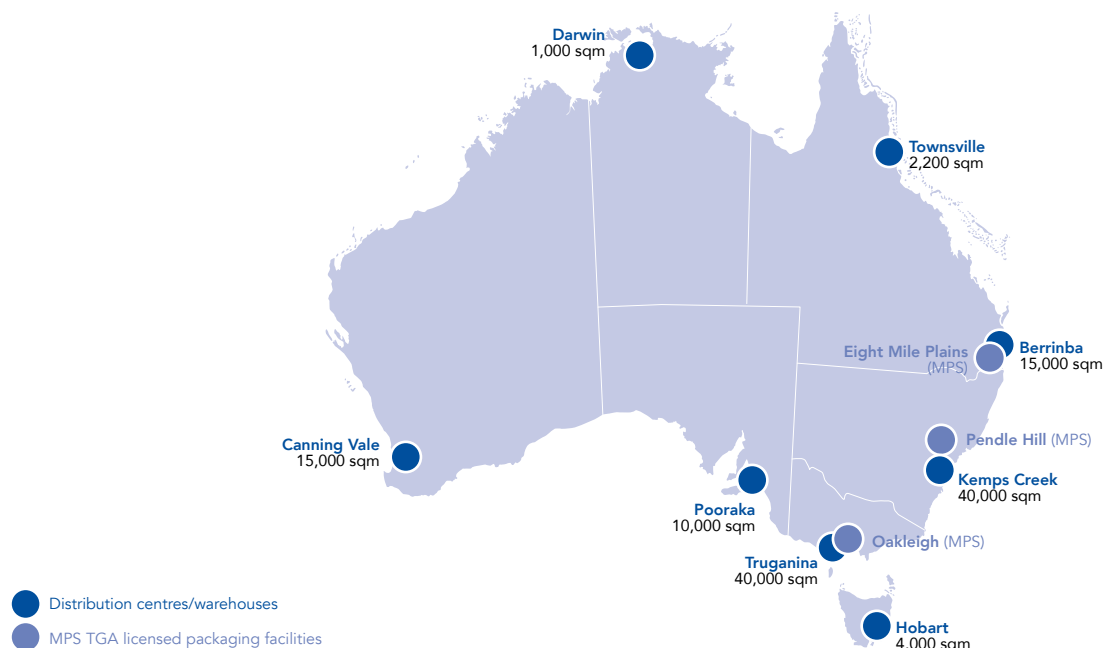 Darwin
1,000 sqm
Townsville
2,200 sqm
Eight Mile Plains
(MPS)
Berrinba
15,000 sqm
Canning Vale
15,000 sqm
Pendle Hill (MPS)
Kemps Creek
40,000 sqm
Pooraka
10,000 sqm
Oakleigh (MPS)
Truganina
40,000 sqm
Distribution centres/warehouses
Hobart
4,000 sqm
MPS TGA licensed packaging facilities